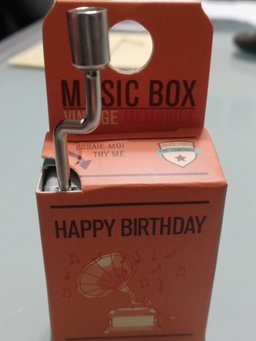 MUSIC BOX
VINTAGE MEMORIES
ESSAIE-MOI
TRY ME
HAPPY BIRTHDAY